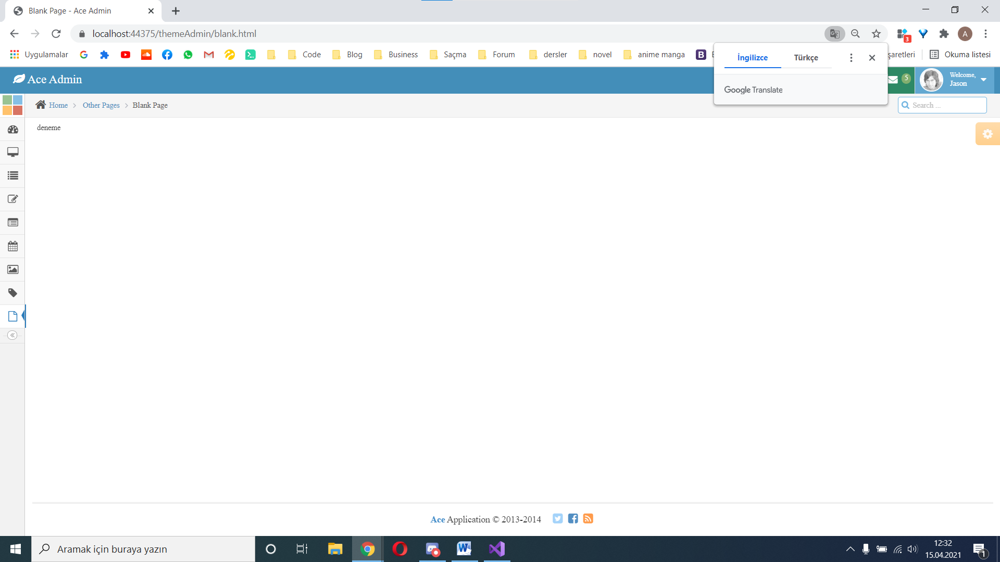 Blank Page - Ace Admin
localhost:44375/themeAdmin/blank.html
3
A
Uygulamalar
Code
Blog
Business
Saçma
Forum
dersler
novel
anime manga
B
şaretleri
Okuma listesi
İngilizce Türkçe
Google Translate
Ace Admin
5
Welcome,
Jason
Home > Other Pages > Blank Page
Search ...
deneme
Ace Application © 2013-2014
Aramak için buraya yazın
12:32
15.04.2021
1